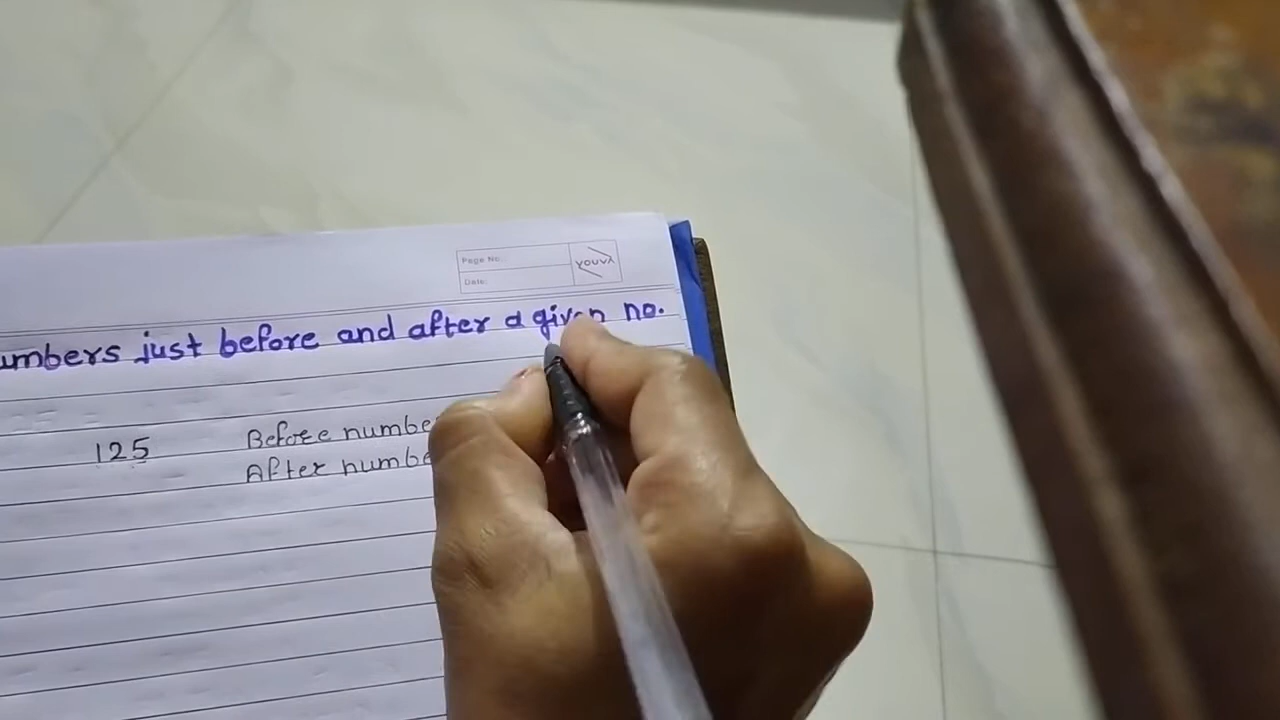 Page No.
Date:
YOUVA
umbers just before and after a given no.
125 Before numbe
After numbe